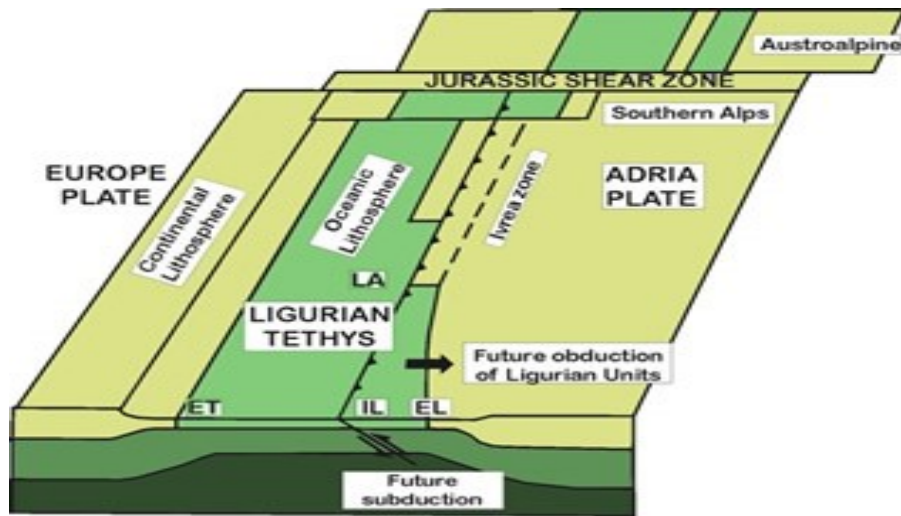 Austroalpine
JURASSIC SHEAR ZONE
Southern Alps
EUROPE
PLATE
Continental
Lithosphere
Oceanic
Lithosphere
Ivrea zone
ADRIA
PLATE
LA
LIGURIAN
TETHYS
Future obduction
of Ligurian Units
ET
IL
EL
Future
subduction